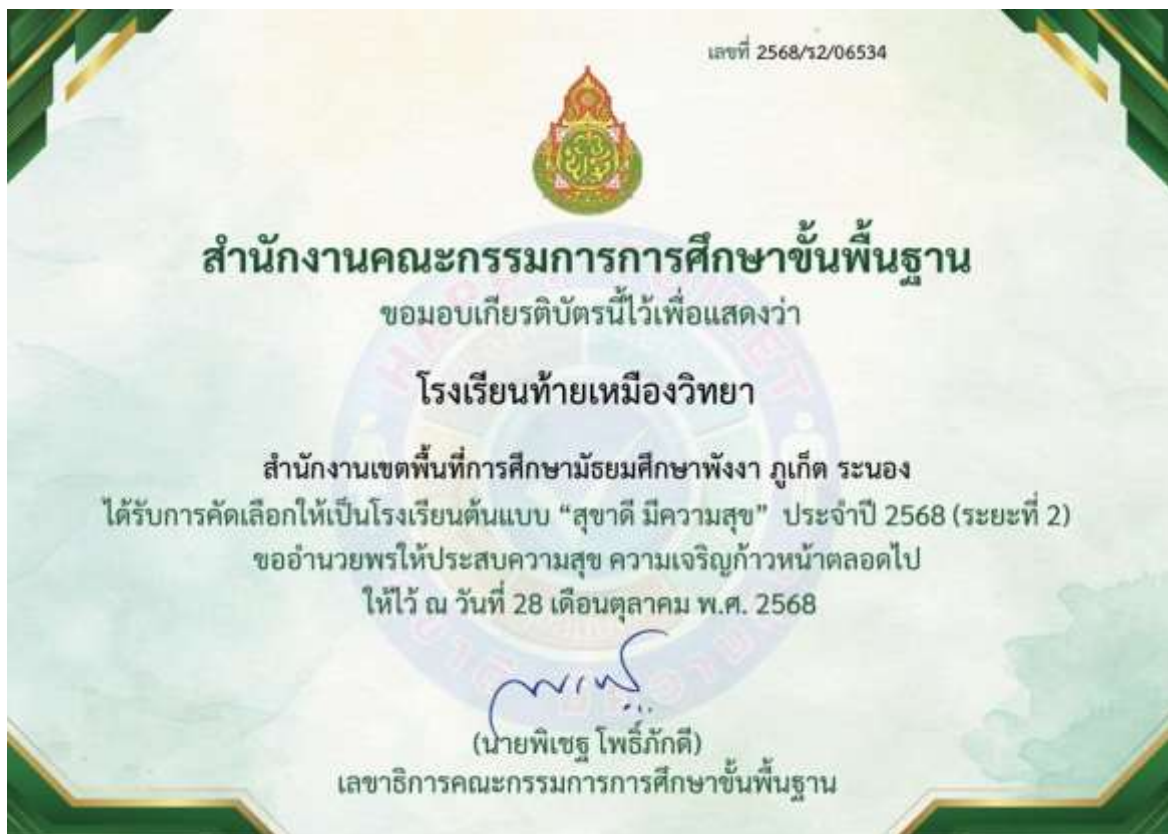 เลขที่ 2568/ร2/06534
สำนักงานคณะกรรมการการศึกษาขั้นพื้นฐาน
ขอมอบเกียรติบัตรนี้ไว้เพื่อแสดงว่า
โรงเรียนท้ายเหมืองวิทยา
สำนักงานเขตพื้นที่การศึกษามัธยมศึกษาพังงา ภูเก็ต ระนอง
ได้รับการคัดเลือกให้เป็นโรงเรียนต้นแบบ “สุขาดี มีความสุข” ประจำปี 2568 (ระยะที่ 2)
ขออำนวยพรให้ประสบความสุข ความเจริญก้าวหน้าตลอดไป
ให้ไว้ ณ วันที่ 28 เดือนตุลาคม พ.ศ. 2568
(นายพิเชฐ โพธิ์ภักดี)
เลขาธิการคณะกรรมการการศึกษาขั้นพื้นฐาน